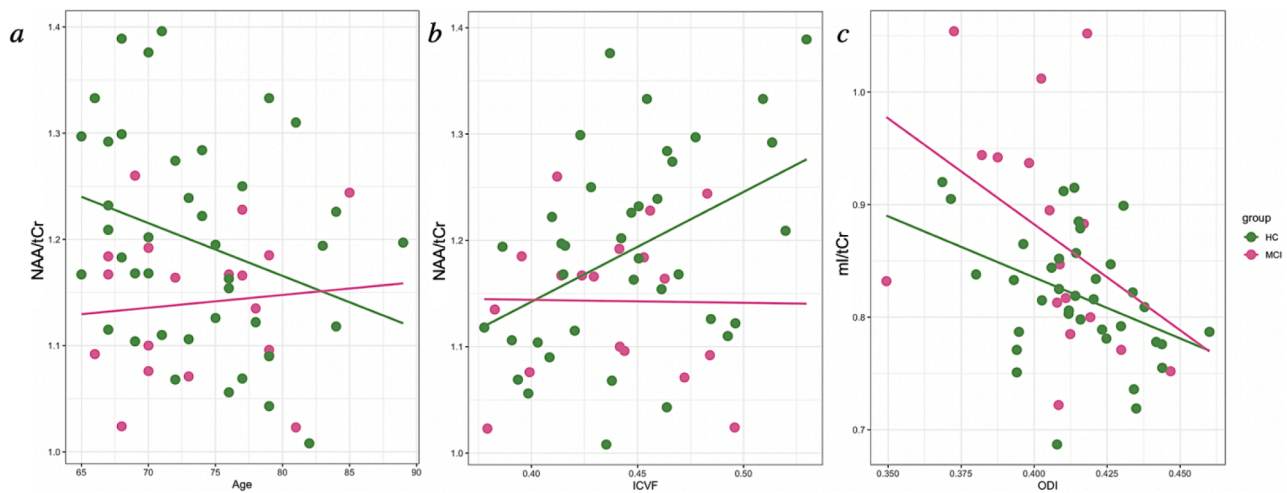 a
1.4
1.3
1.2
1.1
1.0
NAA/tCr
65
70
75
80
85
90
Age
b
1.4
1.3
1.2
1.1
1.0
NAA/tCr
0.40
0.45
0.50
ICVF
c
1.0
0.9
0.8
0.7
mI/tCr
0.350
0.375
0.400
0.425
0.450
ODI
group
HC
MCI